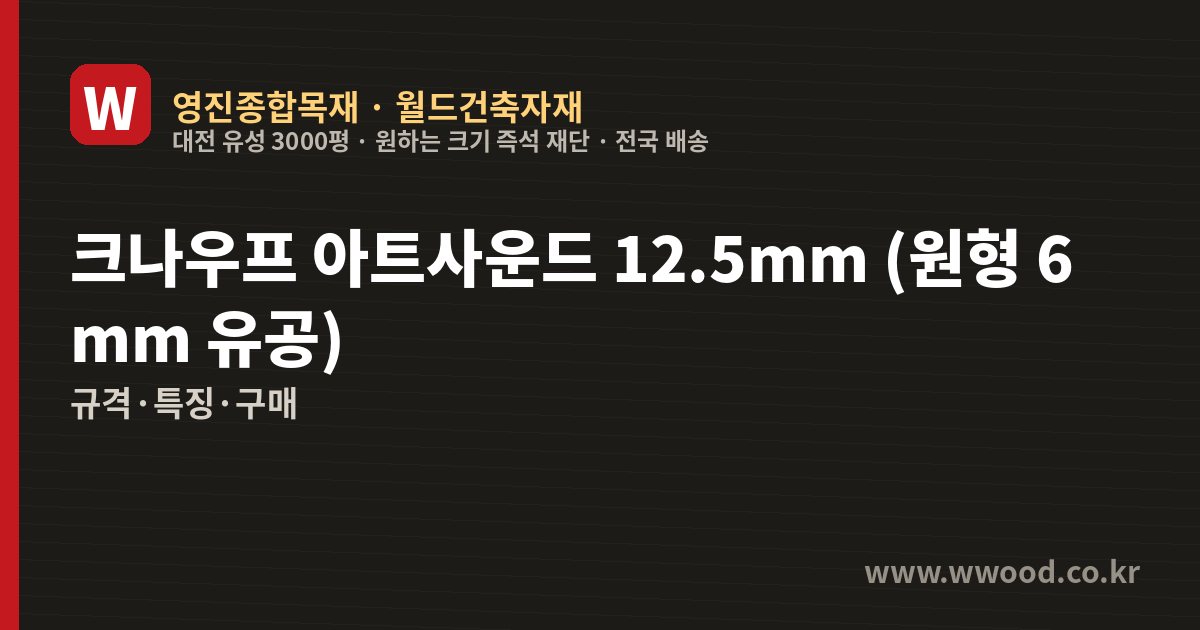 W
영진종합목재 · 월드건축자재
대전 유성 3000평 · 원하는 크기 즉석 재단 · 전국 배송
크나우프 아트사운드 12.5mm (원형 6
mm 유공)
규격·특징·구매
www.wwood.co.kr